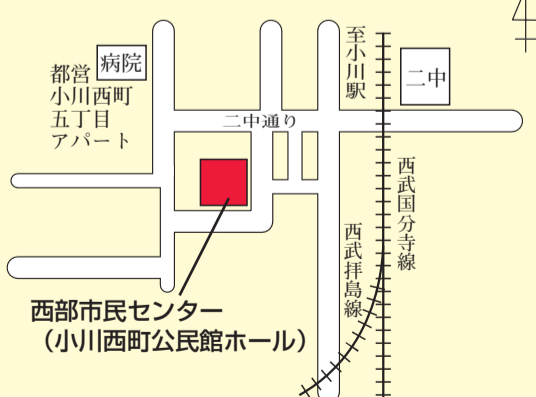 病院
都営
小川西町
五丁目
アパート
至小川駅
二中
二中通り
西武国分寺線
西武拝島線
西部市民センター
（小川西町公民館ホール）